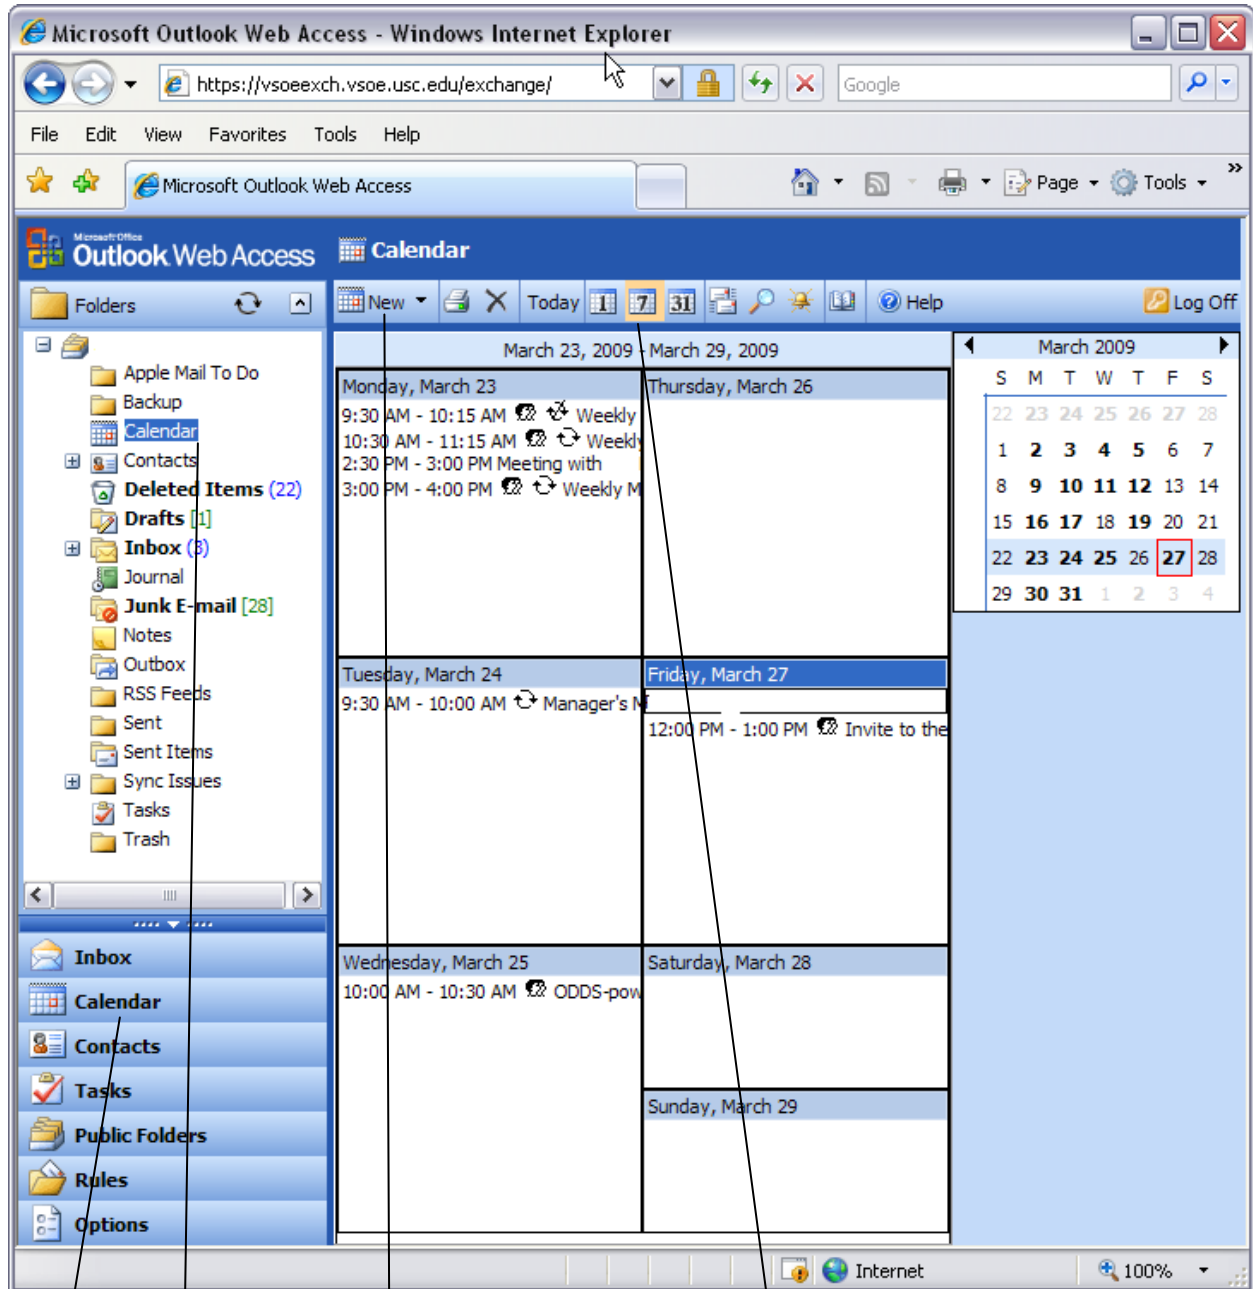 Microsoft Outlook Web Access - Windows Internet Explorer
https://vsoeexch.vsoe.usc.edu/exchange/
Google
File Edit View Favorites Tools Help
Microsoft Outlook Web Access
Page Tools
Microsoft Office
Outlook Web Access
Calendar
Folders
New Today 1 7 31 Help Log Off
Apple Mail To Do
Backup
Calendar
Contacts
Deleted Items (22)
Drafts [1]
Inbox (3)
Journal
Junk E-mail [28]
Notes
Outbox
RSS Feeds
Sent
Sent Items
Sync Issues
Tasks
Trash
Inbox
Calendar
Contacts
Tasks
Public Folders
Rules
Options
March 23, 2009 - March 29, 2009
Monday, March 23
9:30 AM - 10:15 AM Weekly
10:30 AM - 11:15 AM Weekly
2:30 PM - 3:00 PM Meeting with
3:00 PM - 4:00 PM Weekly M
Tuesday, March 24
9:30 AM - 10:00 AM Manager's M
Wednesday, March 25
10:00 AM - 10:30 AM ODDS-pow
Thursday, March 26
Friday, March 27
12:00 PM - 1:00 PM Invite to the
Saturday, March 28
Sunday, March 29
March 2009
S M T W T F S
22 23 24 25 26 27 28
1 2 3 4 5 6 7
8 9 10 11 12 13 14
15 16 17 18 19 20 21
22 23 24 25 26 27 28
29 30 31 1 2 3 4
Internet
100%